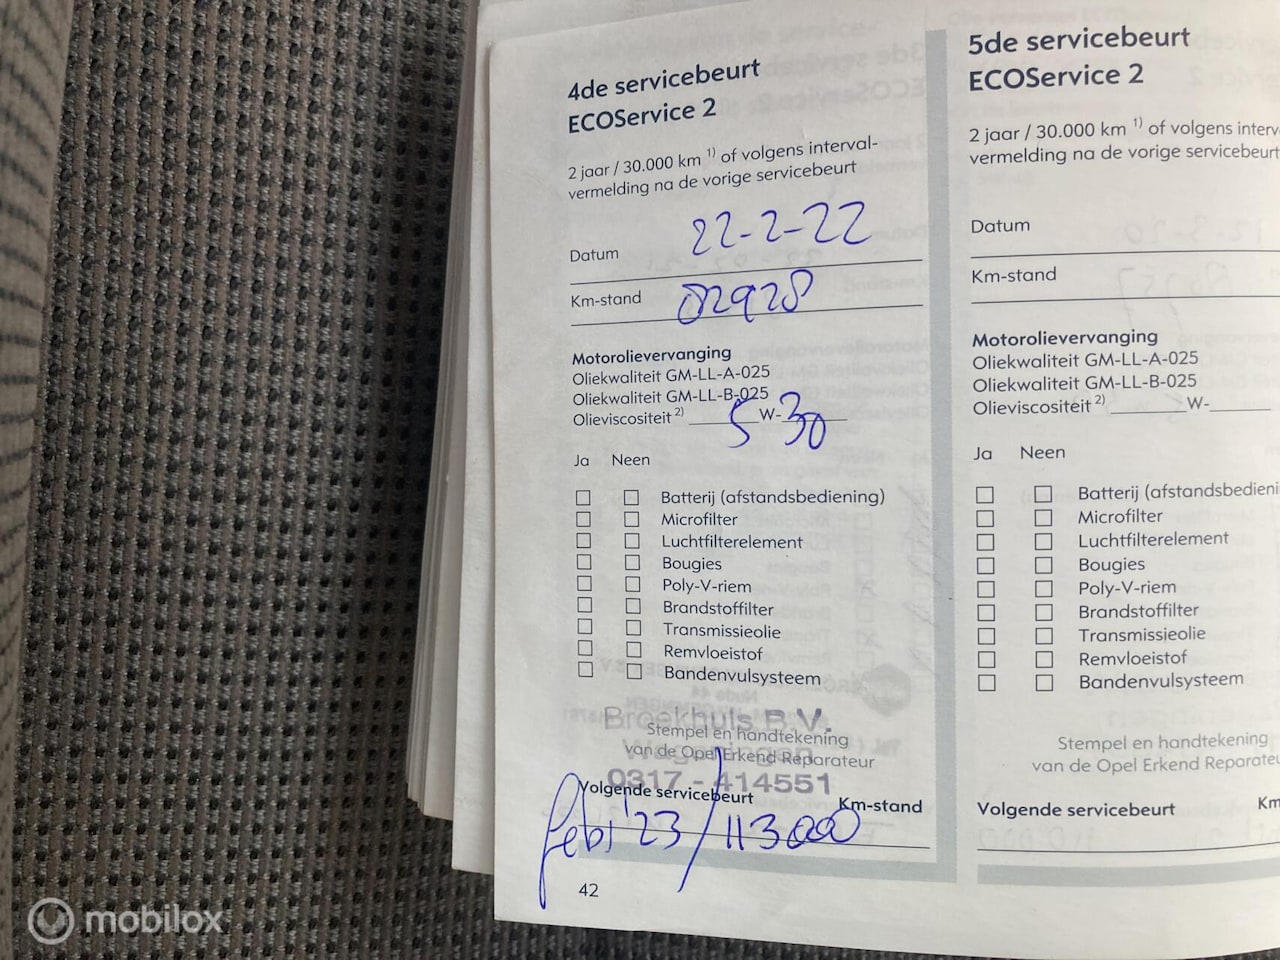 4de servicebeurt
ECOService 2
2 jaar / 30.000 km 1) of volgens interval-
vermelding na de vorige servicebeurt
Datum 22-2-22
Km-stand
Motorolievervanging
Oliekwaliteit GM-LL-A-025
Oliekwaliteit GM-LL-B-025
Olieviscositeit 2) 5 W-30
Ja Neen
Batterij (afstandsbediening)
Microfilter
Luchtfilterelement
Bougies
Poly-V-riem
Brandstoffilter
Transmissieolie
Remvloeistof
Bandenvulsysteem
Broekhuis B.V.
Stempel en handtekening
Wageningen
van de Opel Erkend Reparateur
0317 - 414551
Volgende servicebeurt Km-stand
febr '23 / 113000
42
5de servicebeurt
ECOService 2
2 jaar / 30.000 km 1) of volgens interv
vermelding na de vorige servicebeurt
Datum
Km-stand
Motorolievervanging
Oliekwaliteit GM-LL-A-025
Oliekwaliteit GM-LL-B-025
Olieviscositeit 2) W-
Ja Neen
Batterij (afstandsbedieni
Microfilter
Luchtfilterelement
Bougies
Poly-V-riem
Brandstoffilter
Transmissieolie
Remvloeistof
Bandenvulsysteem
Stempel en handtekening
van de Opel Erkend Reparateu
Volgende servicebeurt Km
mobilox